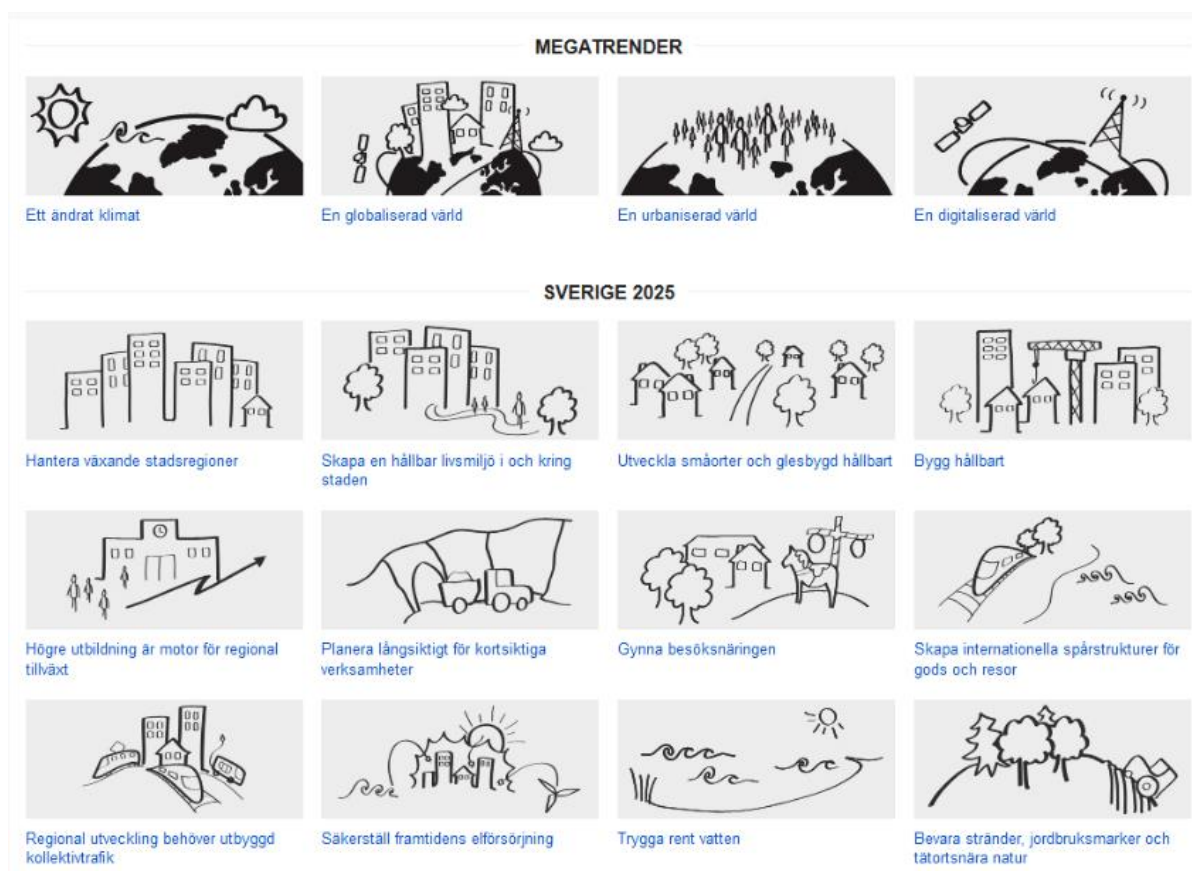 MEGATRENDER
Ett ändrat klimat
En globaliserad värld
En urbaniserad värld
En digitaliserad värld
SVERIGE 2025
Hantera växande stadsregioner
Skapa en hållbar livsmiljö i och kring
staden
Utveckla småorter och glesbygd hållbart
Bygg hållbart
Högre utbildning är motor för regional
tillväxt
Planera långsiktigt för kortsiktiga
verksamheter
Gynna besöksnäringen
Skapa internationella spårstrukturer för
gods och resor
Regional utveckling behöver utbyggd
kollektivtrafik
Säkerställ framtidens elförsörjning
Trygga rent vatten
Bevara stränder, jordbruksmarker och
tätortsnära natur